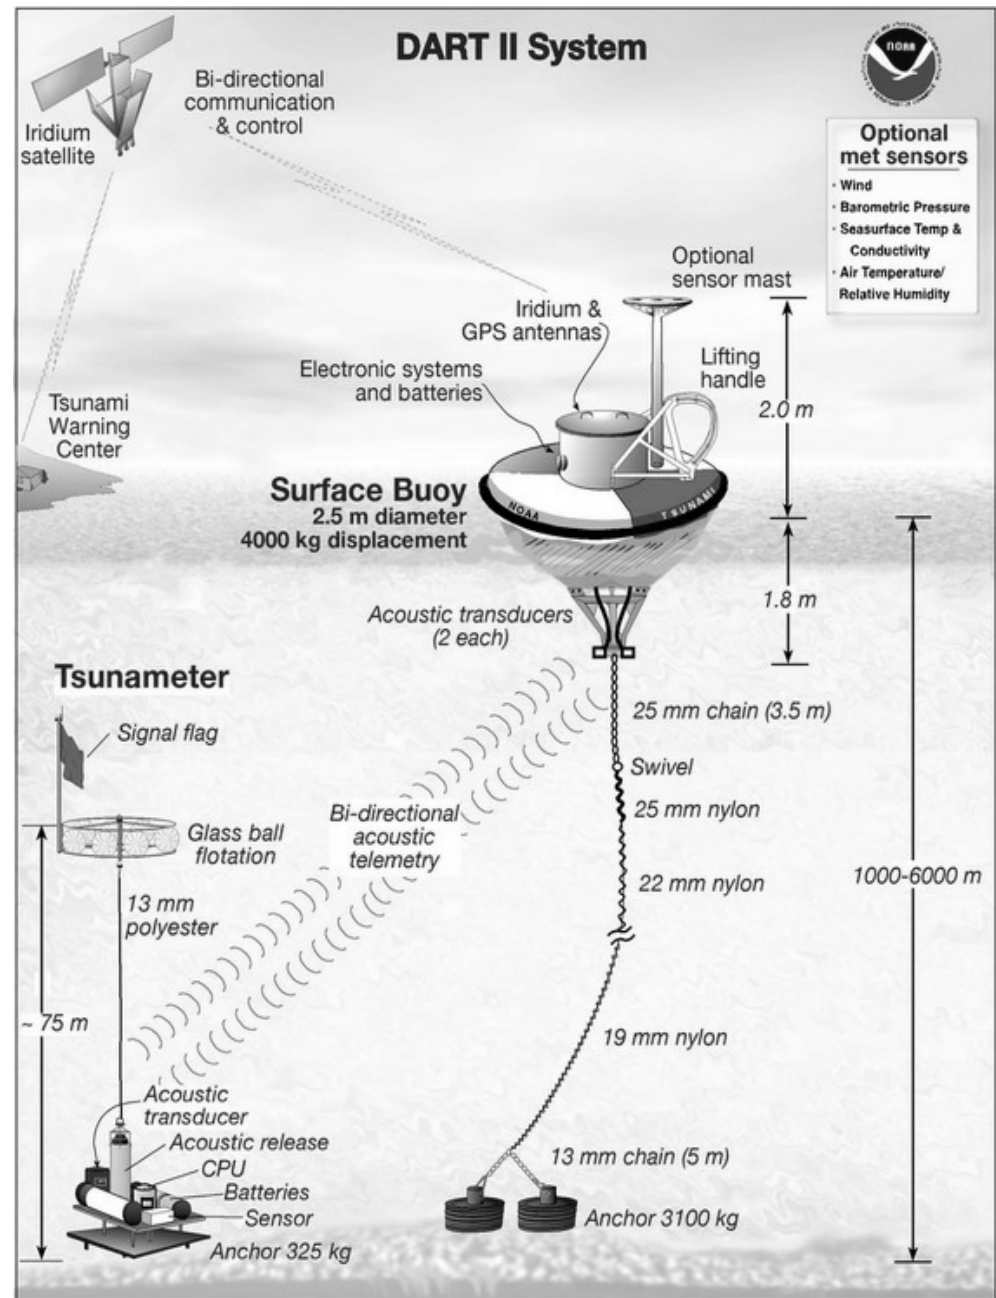 DART II System
NOAA
Bi-directional
communication
& control
Iridium
satellite
Optional
met sensors
· Wind
· Barometric Pressure
· Seasurface Temp &
Conductivity
· Air Temperature/
Relative Humidity
Optional
sensor mast
Iridium &
GPS antennas
Lifting
handle
Electronic systems
and batteries
2.0 m
Tsunami
Warning
Center
Surface Buoy
2.5 m diameter
4000 kg displacement
NOAA
TSUNAMI
1.8 m
Acoustic transducers
(2 each)
Tsunameter
Signal flag
25 mm chain (3.5 m)
Swivel
25 mm nylon
Glass ball
flotation
Bi-directional
acoustic
telemetry
22 mm nylon
1000-6000 m
13 mm
polyester
~ 75 m
19 mm nylon
Acoustic
transducer
Acoustic release
CPU
Batteries
Sensor
Anchor 325 kg
13 mm chain (5 m)
Anchor 3100 kg